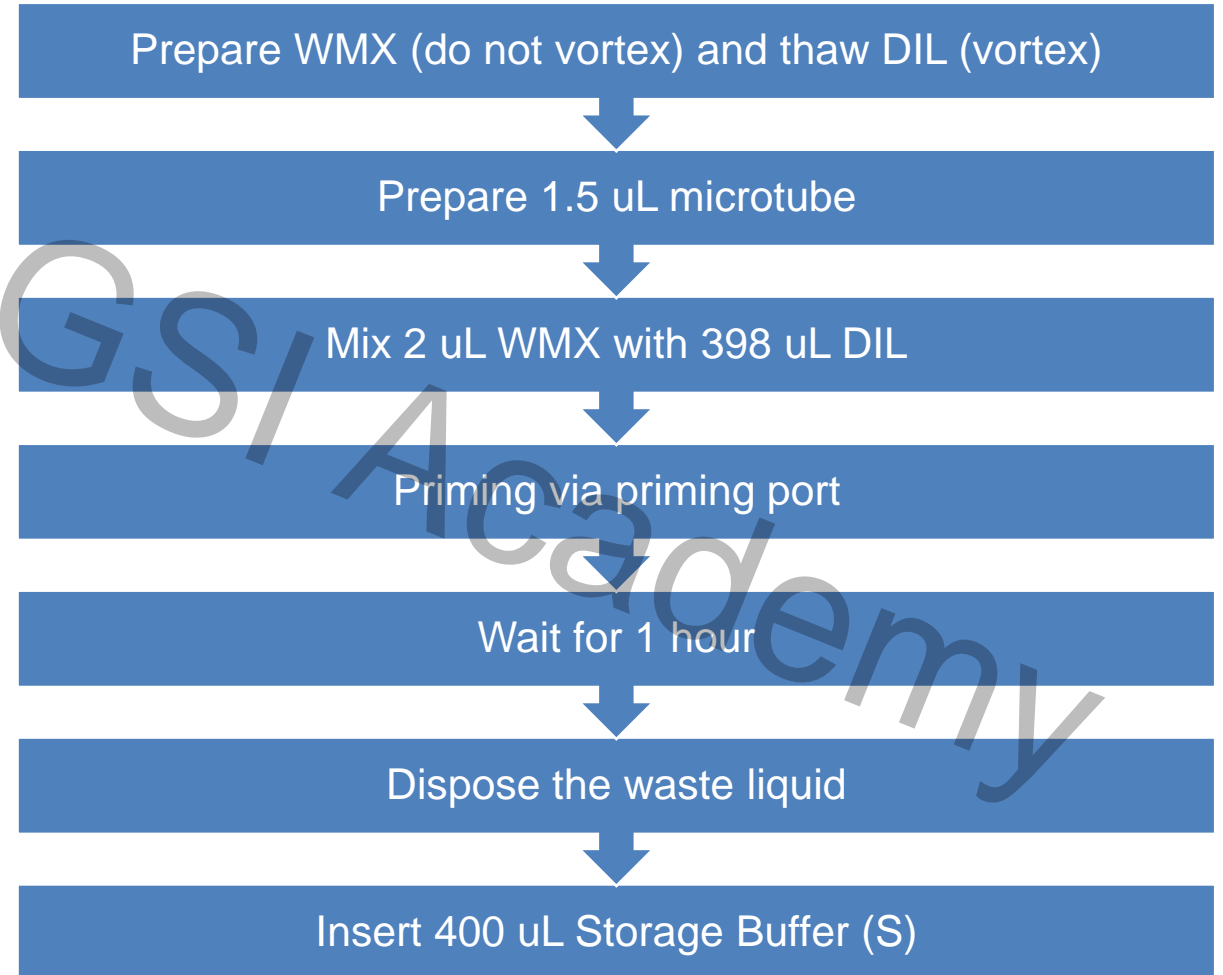 Prepare WMX (do not vortex) and thaw DIL (vortex)
Prepare 1.5 uL microtube
Mix 2 uL WMX with 398 uL DIL
Priming via priming port
Wait for 1 hour
Dispose the waste liquid
Insert 400 uL Storage Buffer (S)
GSI Academy